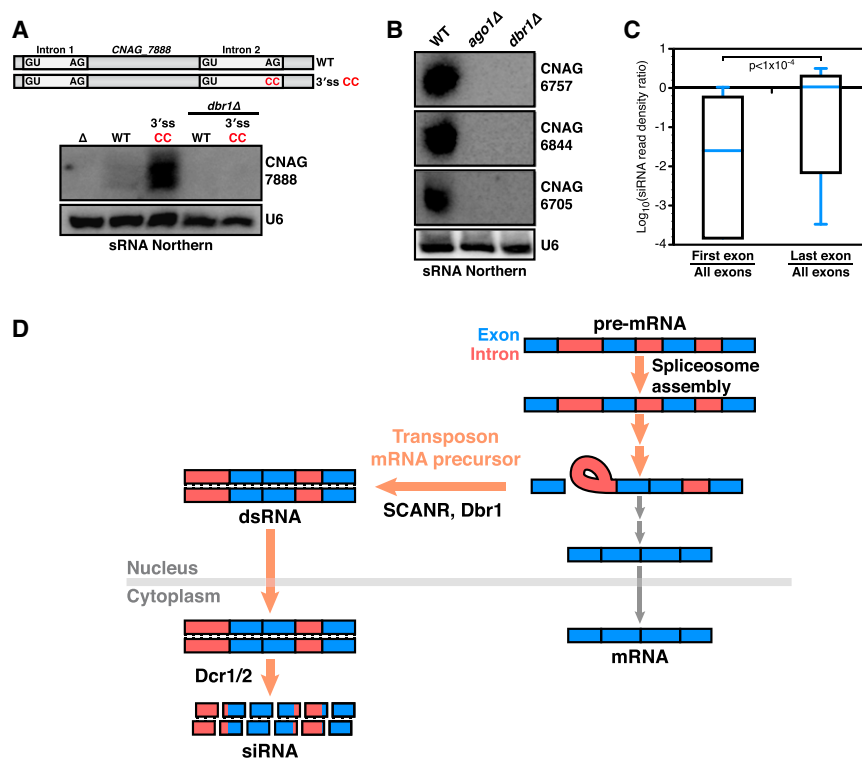 A
Intron 1 CNAG_7888 Intron 2
GU AG GU AG WT
GU AG GU CC 3'ss CC
dbr1Δ
3'ss 3'ss
Δ WT CC WT CC
CNAG
7888
U6
sRNA Northern
B
WT ago1Δ dbr1Δ
CNAG
6757
CNAG
6844
CNAG
6705
U6
sRNA Northern
C
p<1x10⁻⁴
Log₁₀(siRNA read density ratio)
1
0
-1
-2
-3
-4
First exon
All exons
Last exon
All exons
D
pre-mRNA
Exon
Intron
Spliceosome
assembly
Transposon
mRNA precursor
SCANR, Dbr1
dsRNA
Nucleus
Cytoplasm
mRNA
Dcr1/2
siRNA